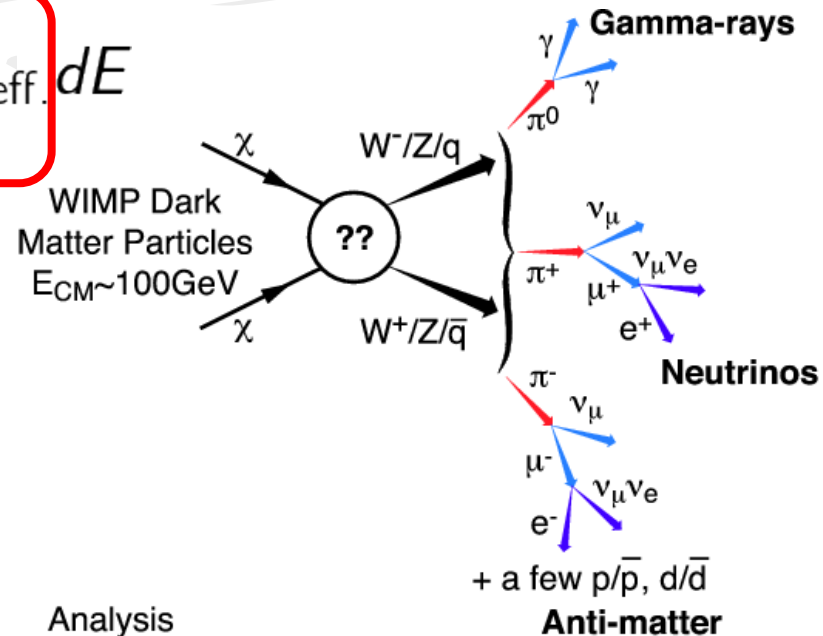 eff. dE
Gamma-rays
γ
γ
π⁰
χ
W⁻/Z/q
WIMP Dark
Matter Particles
E_CM~100GeV
??
χ
W⁺/Z/q̅
ν_μ
π⁺
ν_μν_e
μ⁺
e⁺
Neutrinos
π⁻
ν_μ
μ⁻
ν_μν_e
e⁻
+ a few p/p̅, d/d̅
Analysis
Anti-matter